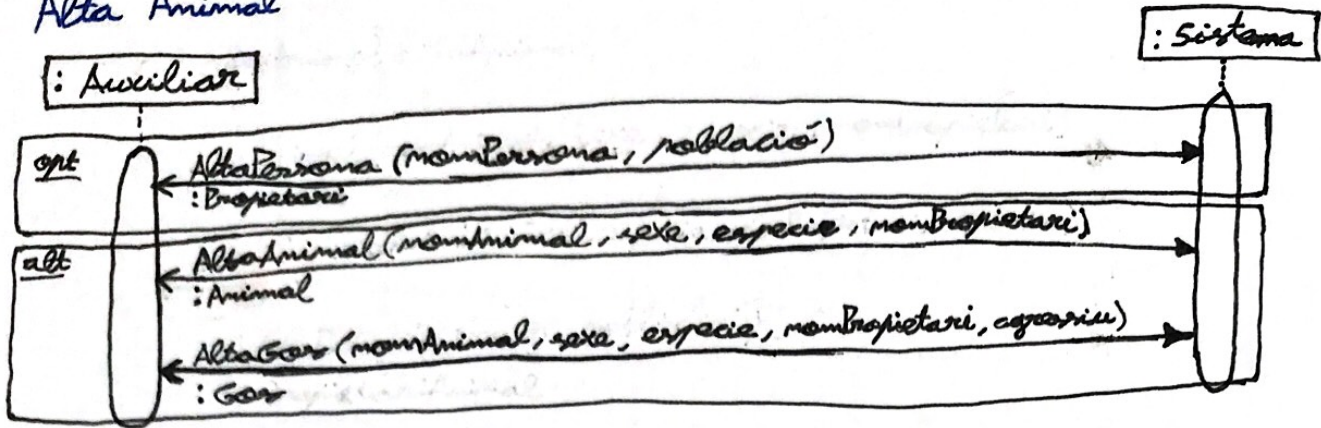 Alta Animal
: Auxiliar
: Sistema
opt
AltaPersona (nomPersona, població)
: Propietari
alt
AltaAnimal (nomAnimal, sexe, especie, nomPropietari)
: Animal
AltaGos (nomAnimal, sexe, especie, nomPropietari, agressiu)
: Gos